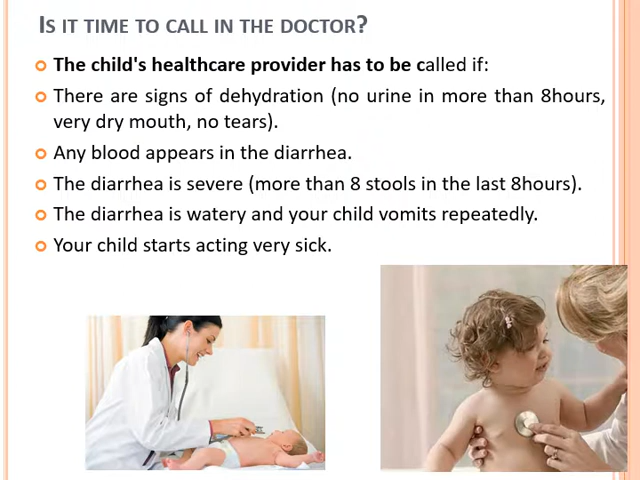 IS IT TIME TO CALL IN THE DOCTOR?
The child's healthcare provider has to be called if:
There are signs of dehydration (no urine in more than 8hours,
very dry mouth, no tears).
Any blood appears in the diarrhea.
The diarrhea is severe (more than 8 stools in the last 8hours).
The diarrhea is watery and your child vomits repeatedly.
Your child starts acting very sick.